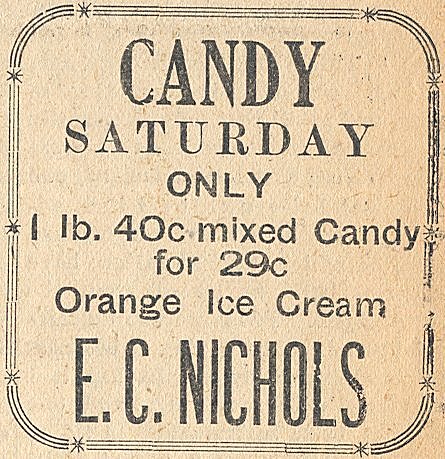 CANDY
SATURDAY
ONLY
1 lb. 40c mixed Candy
for 29c
Orange Ice Cream
E. C. NICHOLS